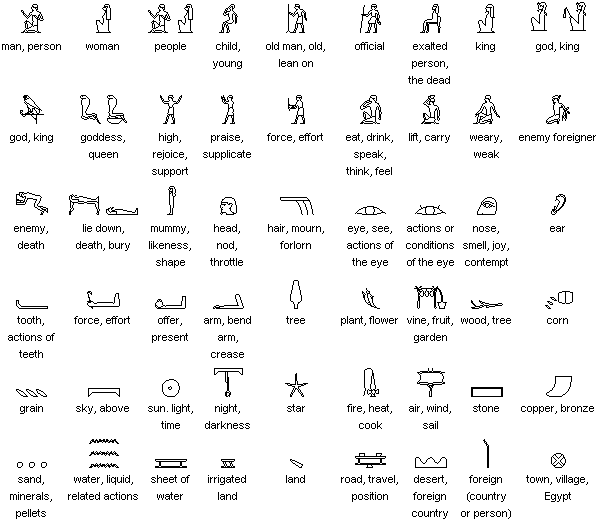 man, person woman people child, old man, old, official exalted king god, king
young lean on person,
the dead
god, king goddess, high, praise, force, effort eat, drink, lift, carry weary, enemy foreigner
queen rejoice, supplicate speak, weak
support think, feel
enemy, lie down, mummy, head, hair, mourn, eye, see, actions or nose, ear
death death, bury likeness, nod, forlorn actions of conditions smell, joy,
shape throttle the eye of the eye contempt
tooth, force, effort offer, arm, bend tree plant, flower vine, fruit, wood, tree corn
actions of present arm, garden
teeth crease
grain sky, above sun. light, night, star fire, heat, air, wind, stone copper, bronze
time darkness cook sail
sand, water, liquid, sheet of irrigated land road, travel, desert, foreign town, village,
minerals, related actions water land position foreign (country Egypt
pellets country or person)